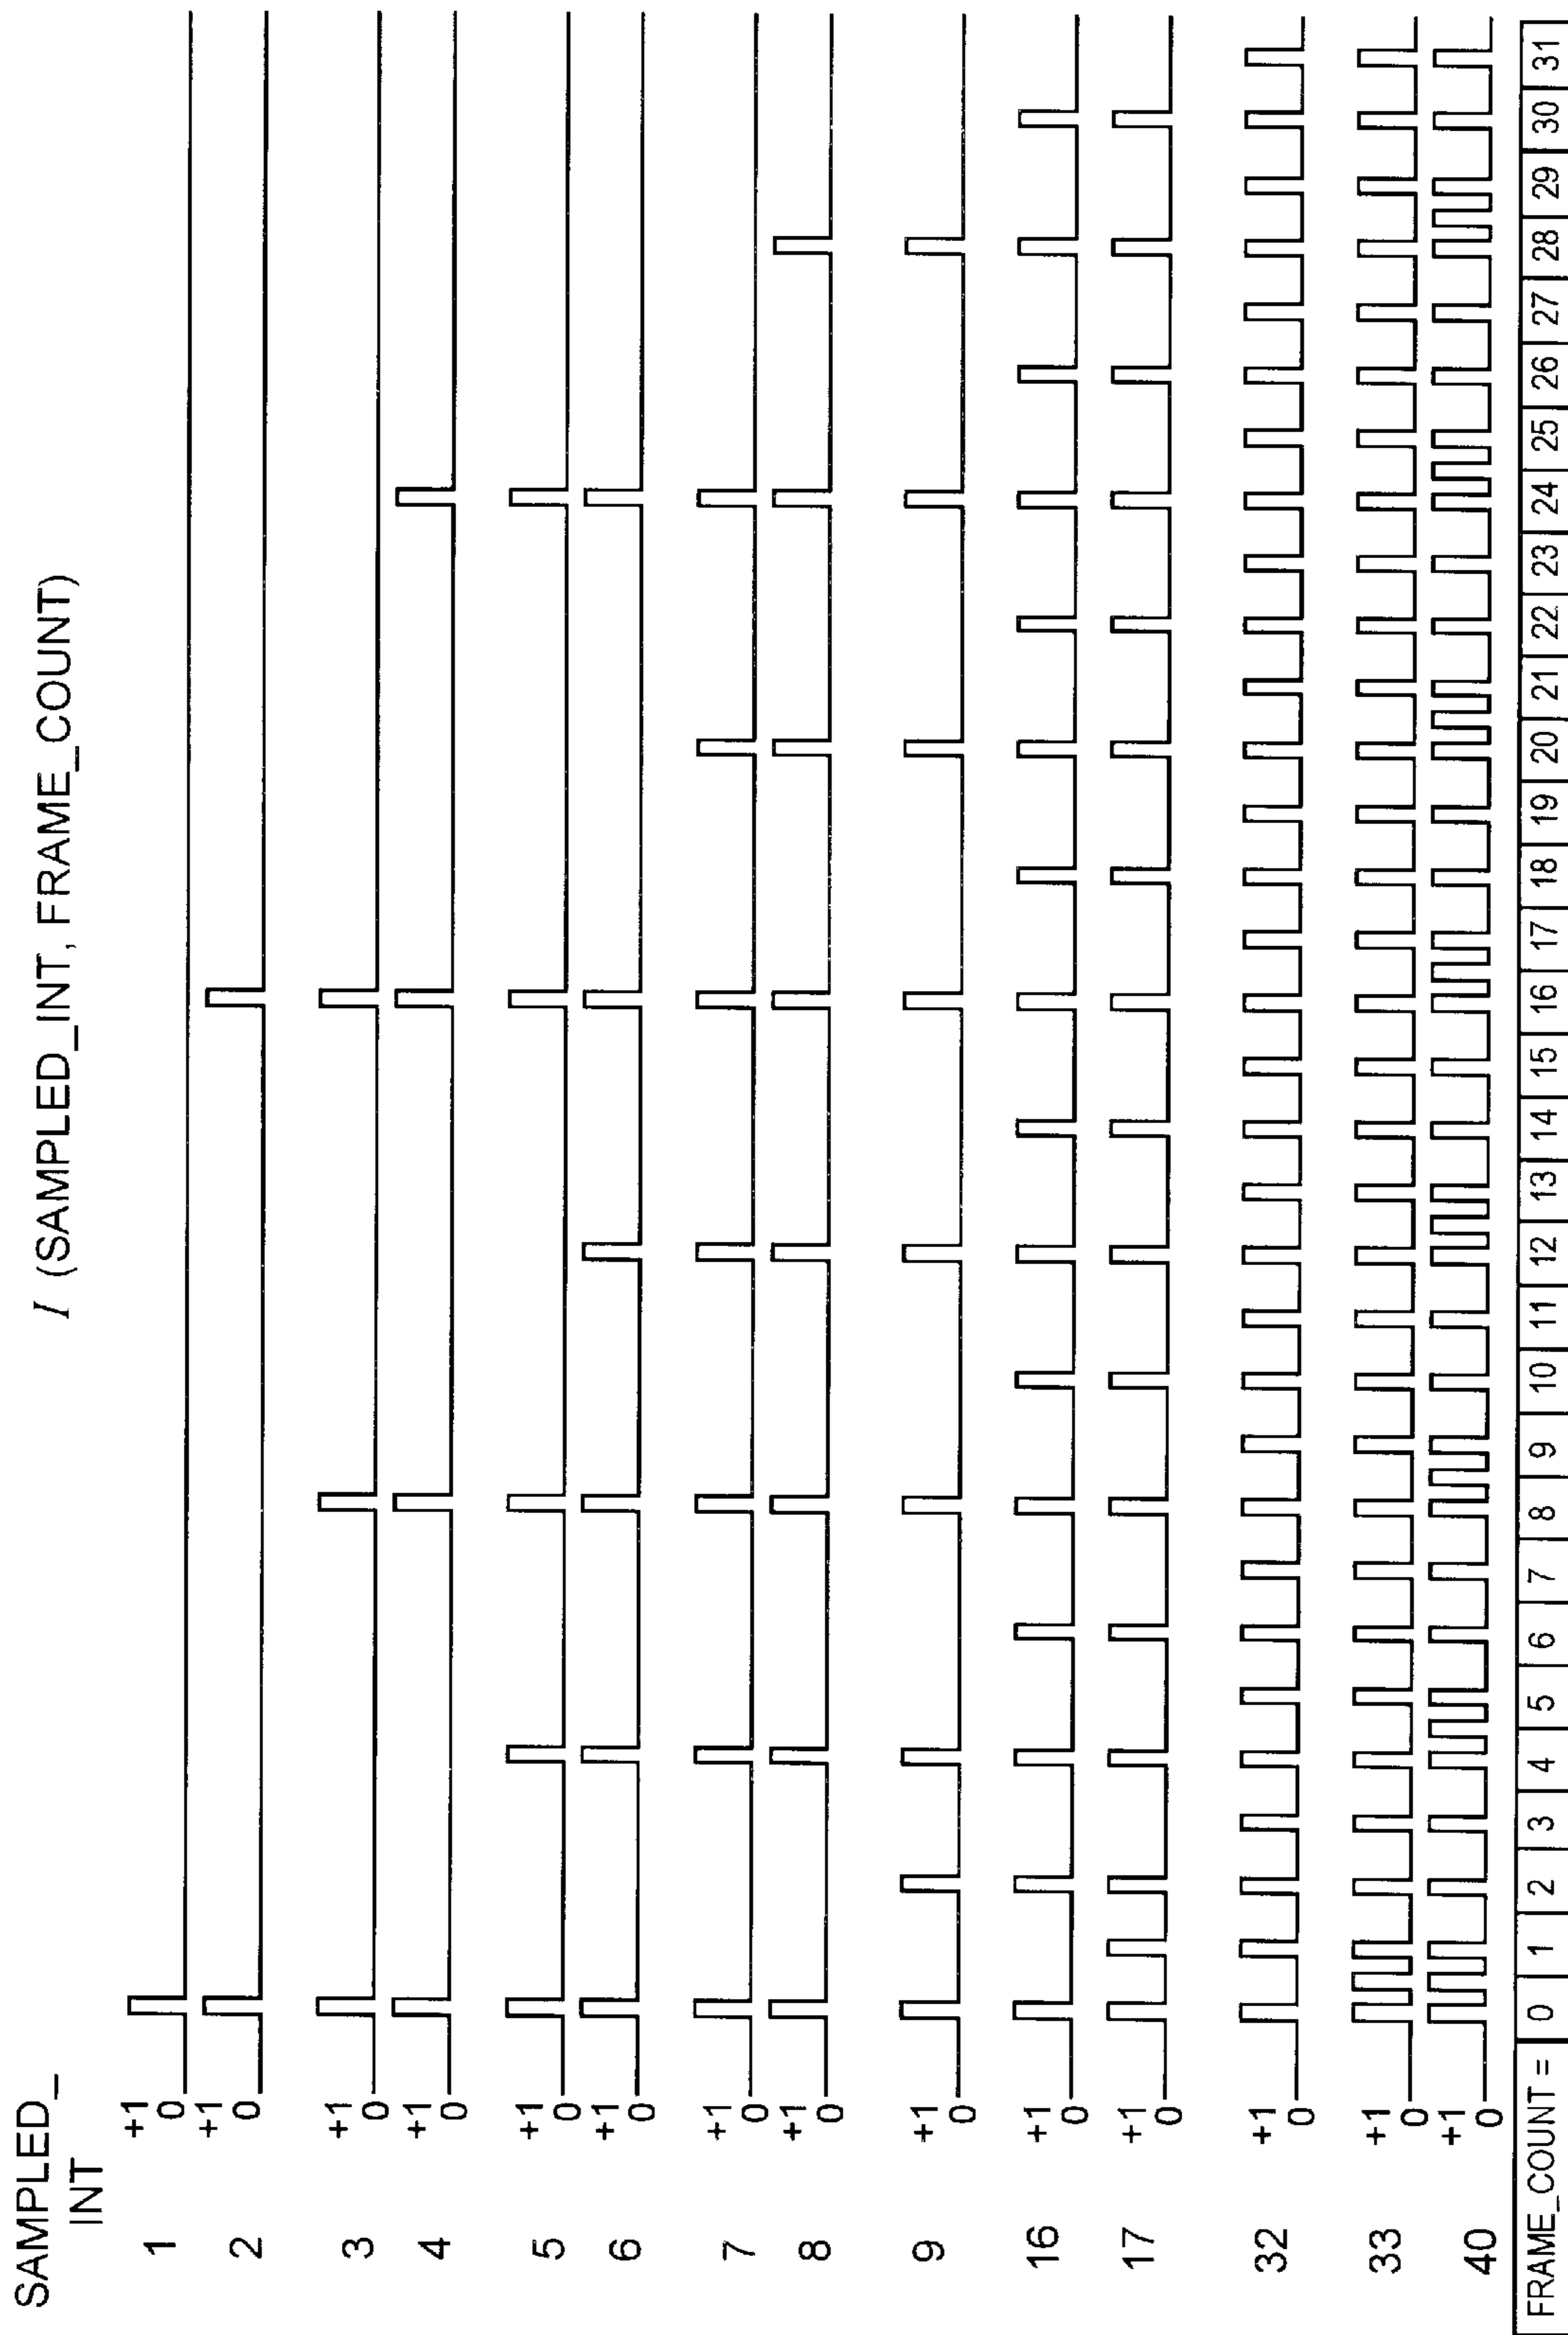 I (SAMPLED_INT, FRAME_COUNT)
SAMPLED_
INT
1 +1 0
2 +1 0
3 +1 0
4 +1 0
5 +1 0
6 +1 0
7 +1 0
8 +1 0
9 +1 0
16 +1 0
17 +1 0
32 +1 0
33 +1 0
40 +1 0
FRAME_COUNT = 0 1 2 3 4 5 6 7 8 9 10 11 12 13 14 15 16 17 18 19 20 21 22 23 24 25 26 27 28 29 30 31